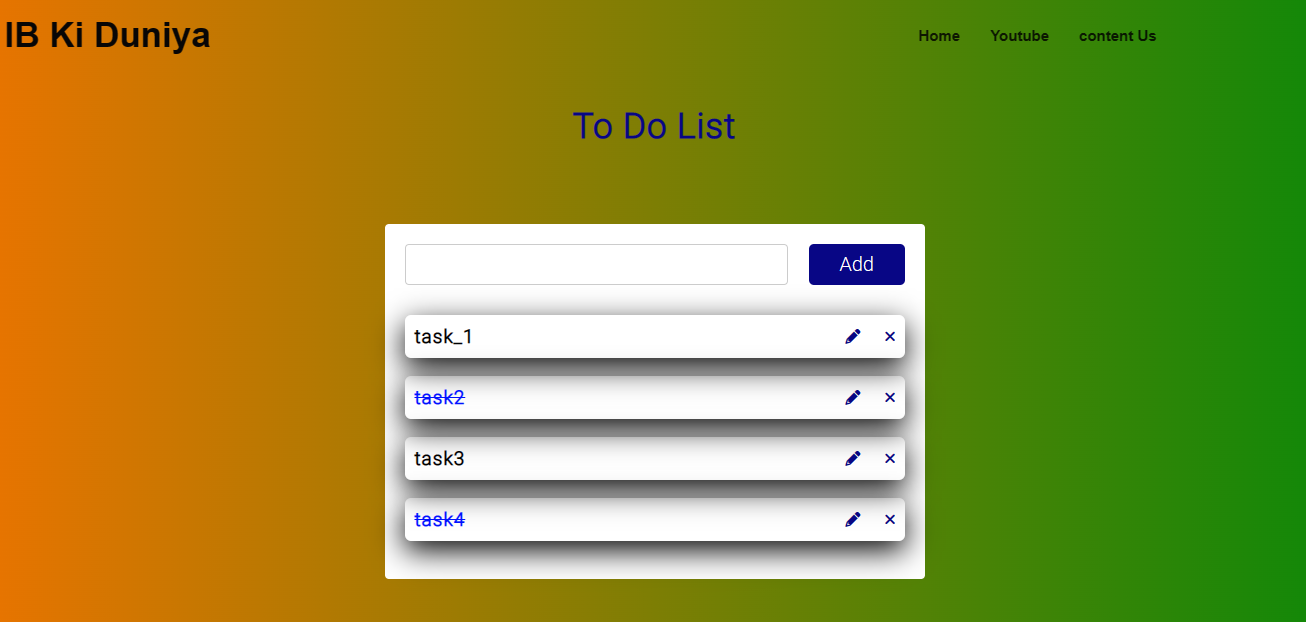 IB Ki Duniya
Home Youtube content Us
To Do List
Add
task_1
task2
task3
task4